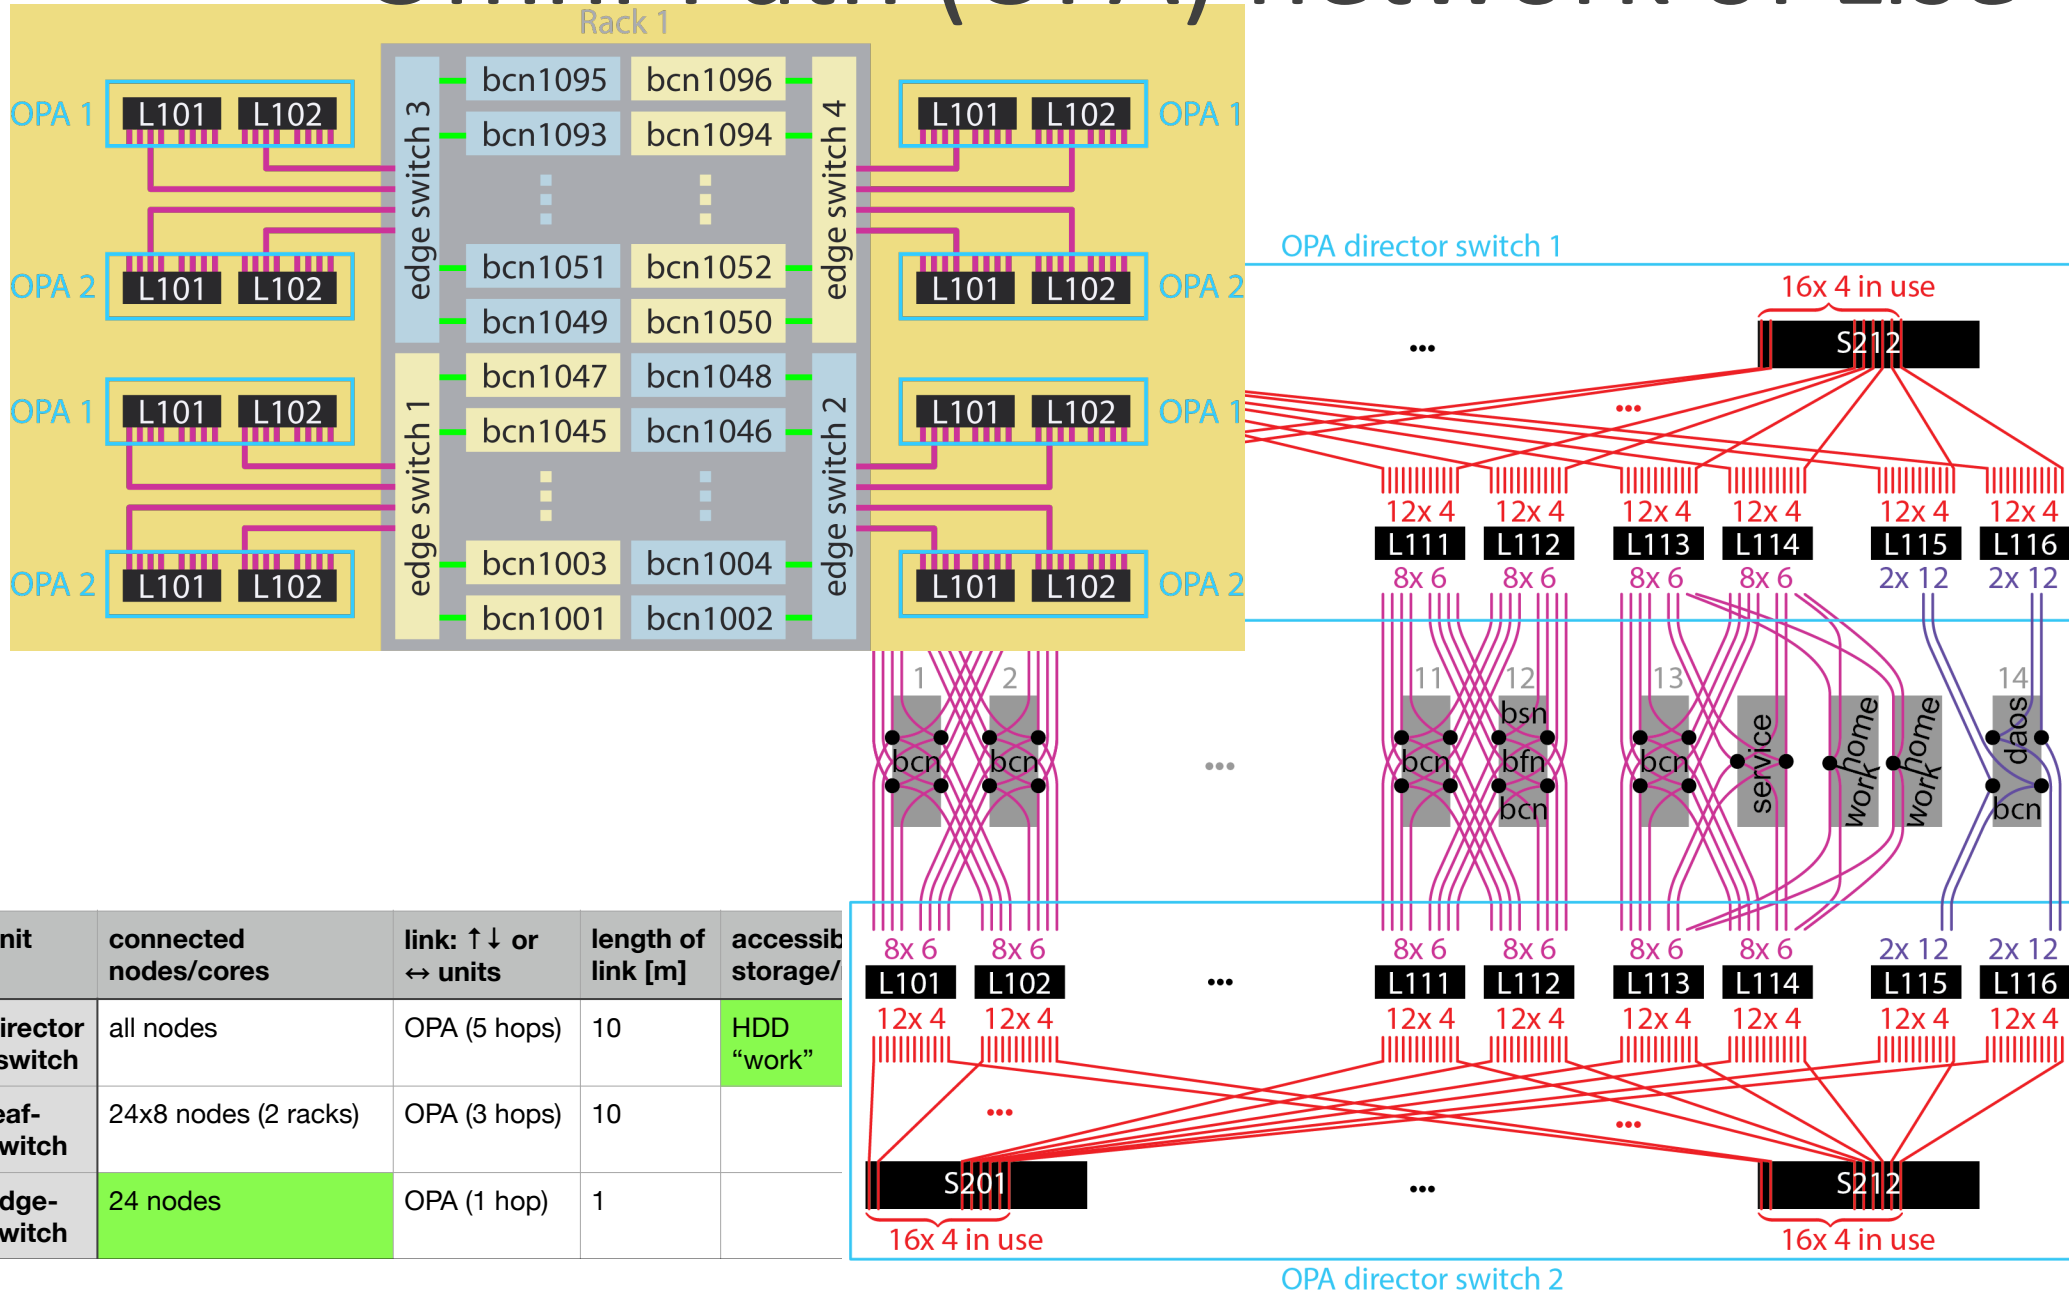 Omni-Path (OPA) network of Lise
Rack 1
OPA 1
L101 L102
OPA 2
L101 L102
OPA 1
L101 L102
OPA 2
L101 L102
edge switch 3
edge switch 1
bcn1095 bcn1096
bcn1093 bcn1094
bcn1051 bcn1052
bcn1049 bcn1050
bcn1047 bcn1048
bcn1045 bcn1046
bcn1003 bcn1004
bcn1001 bcn1002
edge switch 4
edge switch 2
L101 L102
OPA 1
L101 L102
OPA 2
L101 L102
OPA 1
L101 L102
OPA 2
OPA director switch 1
16x 4 in use
...
S212
...
12x 4 12x 4 12x 4 12x 4 12x 4 12x 4
L111 L112 L113 L114 L115 L116
8x 6 8x 6 8x 6 8x 6 2x 12 2x 12
1 2 11 12 13 14
bcn
bcn
...
bcn
bsn
bfn
bcn
bcn
service
home
work
home
work
daos
bcn
8x 6 8x 6 8x 6 8x 6 8x 6 8x 6 2x 12 2x 12
L101 L102 ... L111 L112 L113 L114 L115 L116
12x 4 12x 4 12x 4 12x 4 12x 4 12x 4 12x 4 12x 4
...
...
S201 ... S212
16x 4 in use 16x 4 in use
OPA director switch 2
connected
nodes/cores
link: ↑↓ or
↔ units
length of
link [m]
all nodes OPA (5 hops) 10 HDD
switch "work"
24x8 nodes (2 racks) OPA (3 hops) 10
24 nodes OPA (1 hop) 1